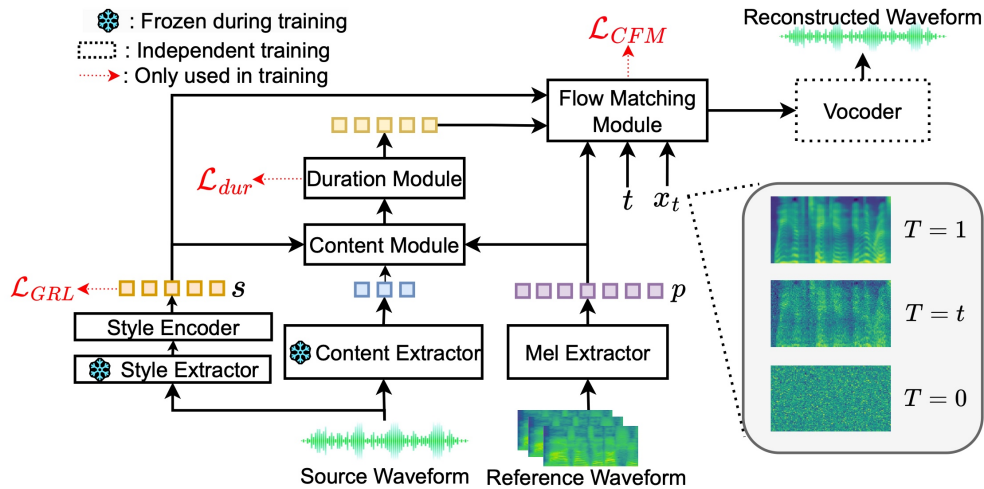 : Frozen during training
: Independent training
: Only used in training
Reconstructed Waveform
ℒ_CFM
Flow Matching
Module
Vocoder
ℒ_dur
Duration Module
t
x_t
Content Module
T = 1
ℒ_GRL
s
p
Style Encoder
Content Extractor
Mel Extractor
T = t
Style Extractor
T = 0
Source Waveform
Reference Waveform